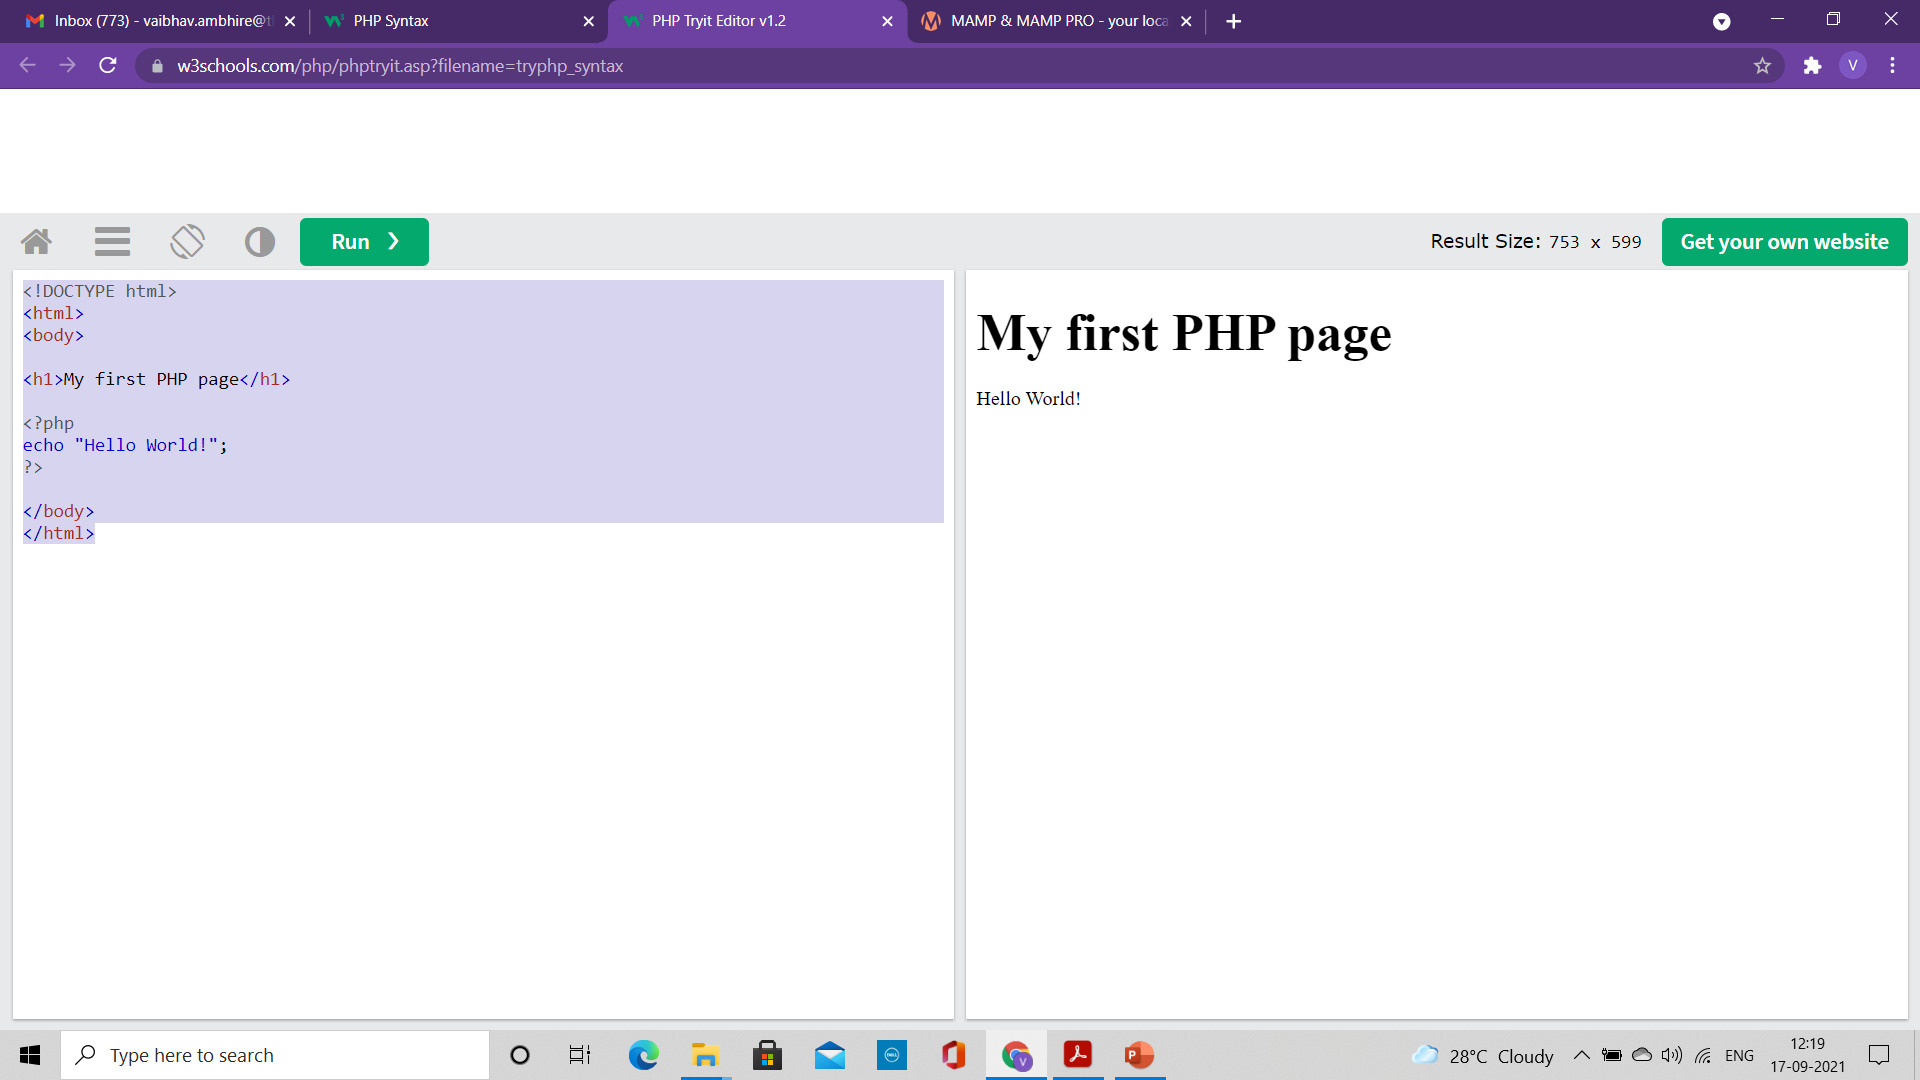 Inbox (773) - vaibhav.ambhire@
PHP Syntax
PHP Tryit Editor v1.2
MAMP & MAMP PRO - your loca
w3schools.com/php/phptryit.asp?filename=tryphp_syntax
V
Run
Result Size: 753 x 599
Get your own website
<!DOCTYPE html>
<html>
<body>
<h1>My first PHP page</h1>
<?php
echo "Hello World!";
?>
</body>
</html>
My first PHP page
Hello World!
Type here to search
DELL
V
P
28°C Cloudy
ENG
12:19
17-09-2021